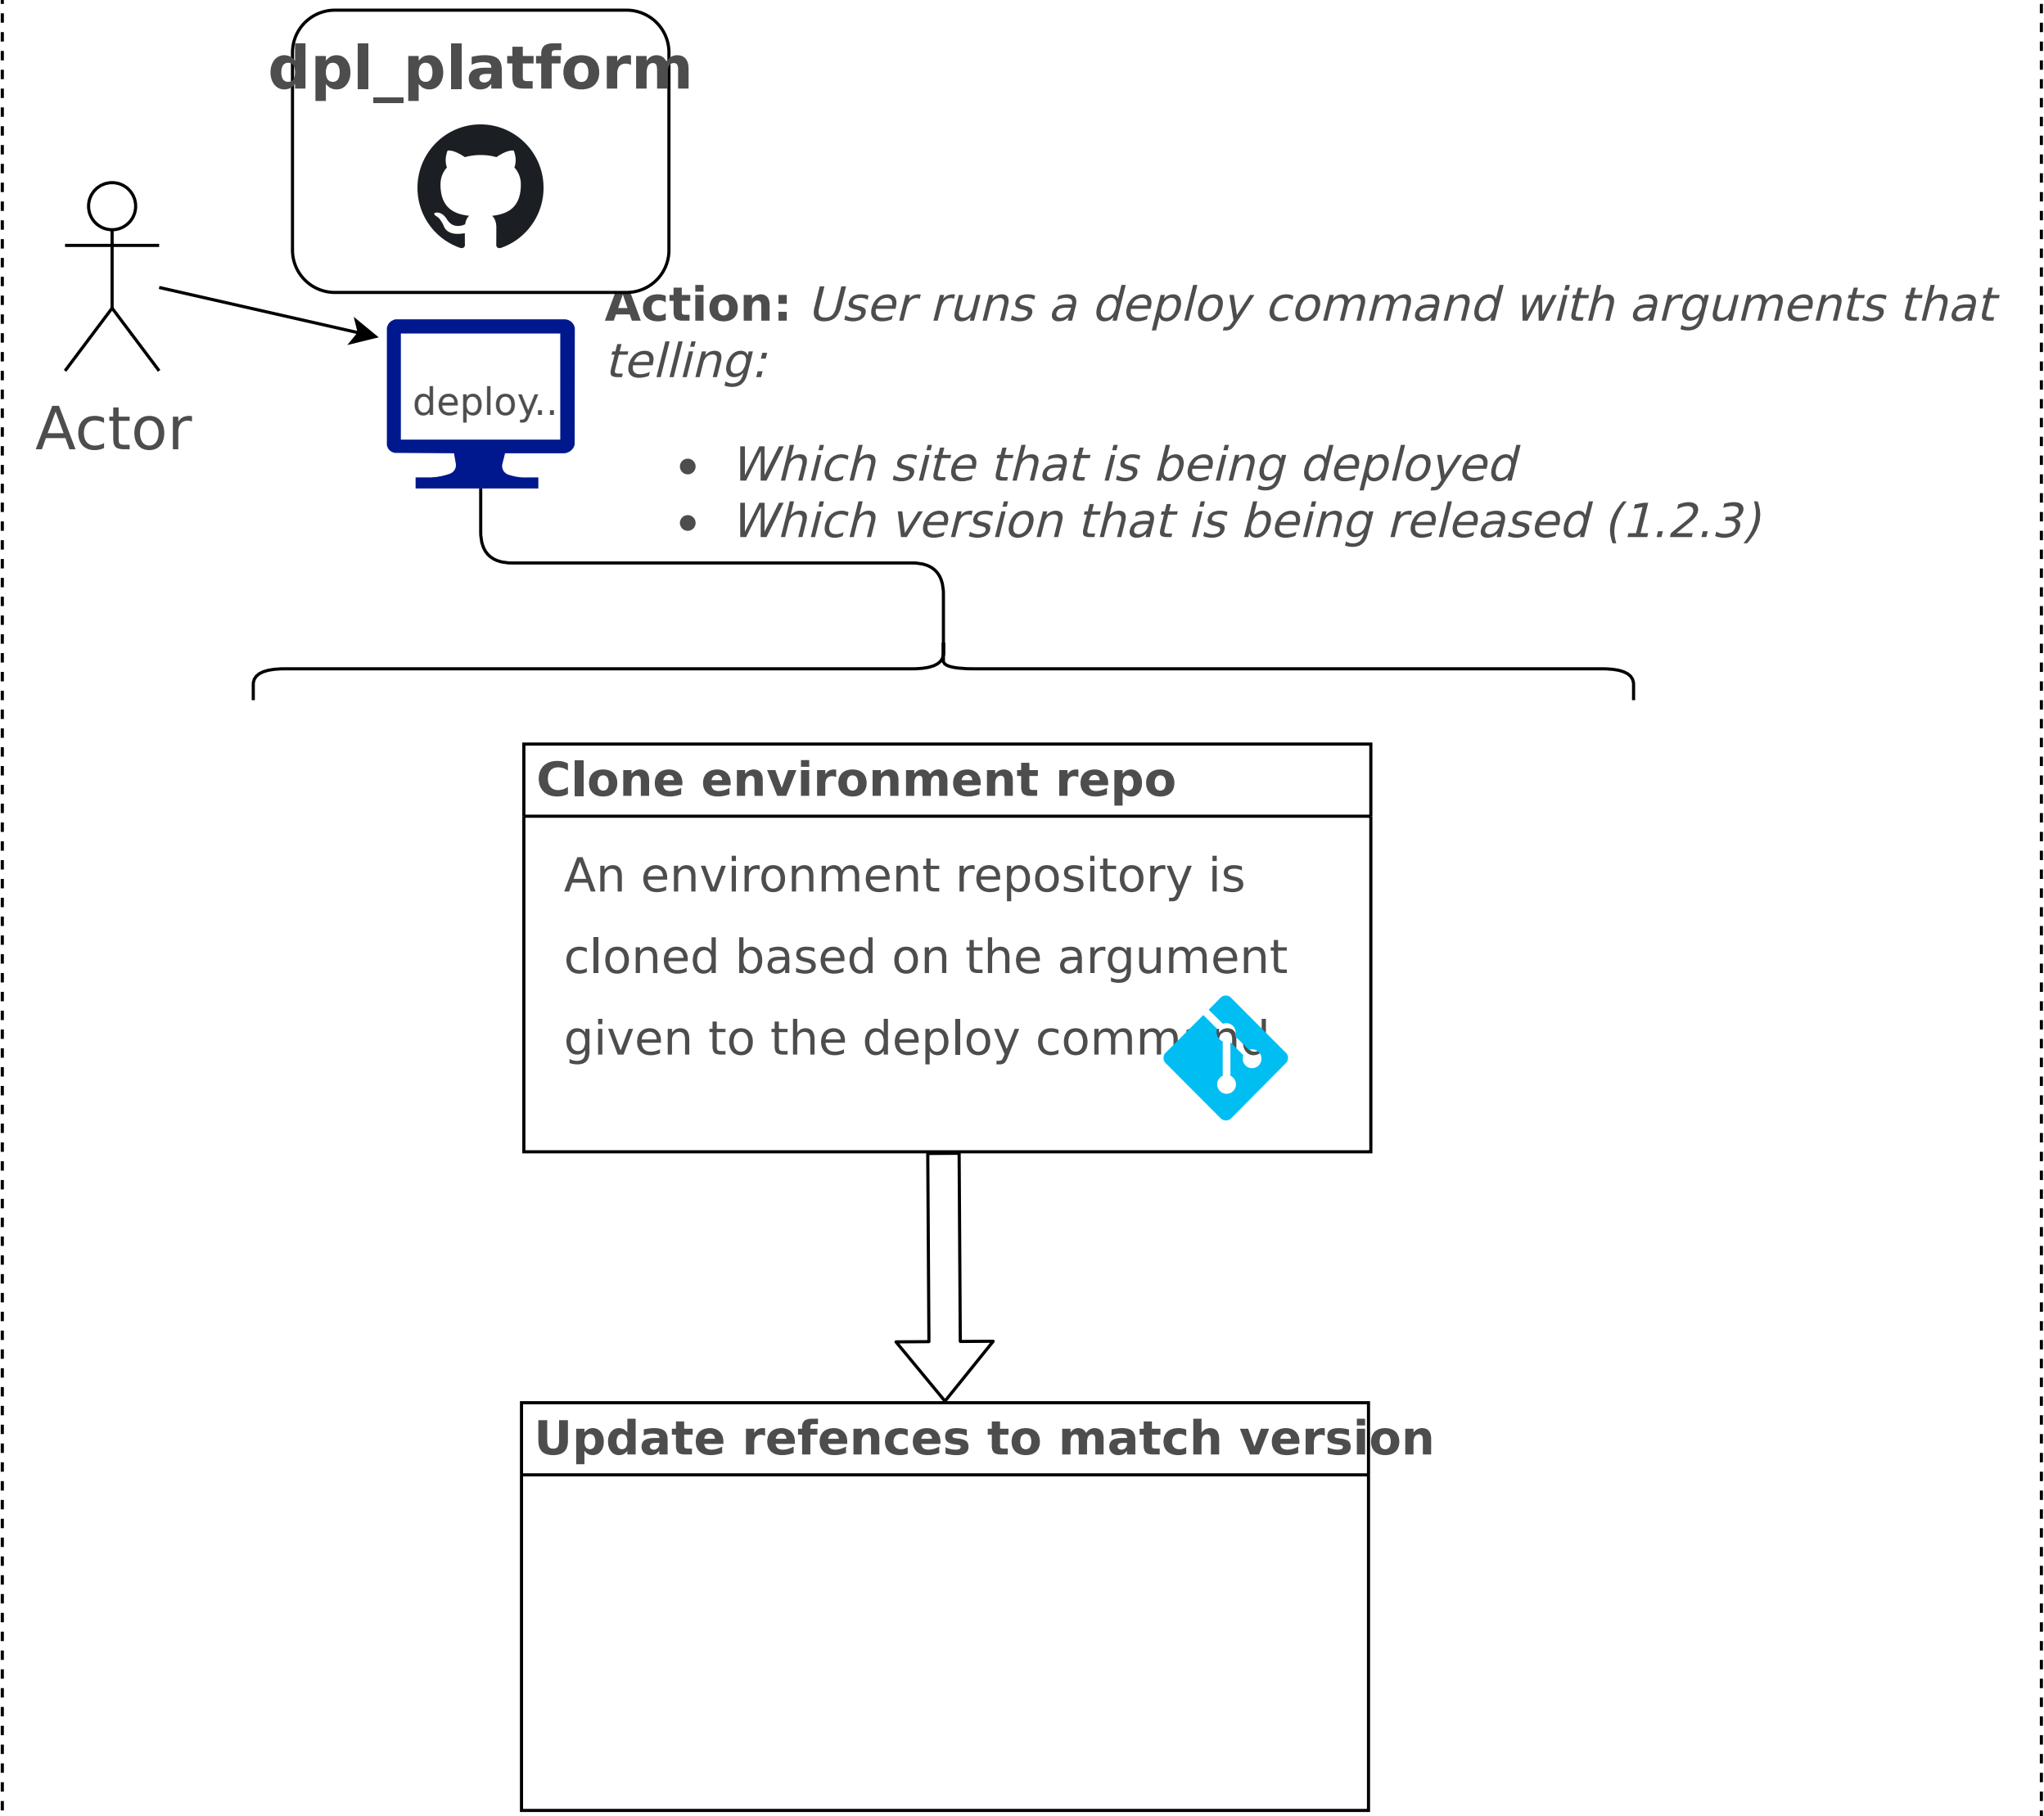 dpl_platform
Actor
deploy..
Action: User runs a deploy command with arguments that
telling:
• Which site that is being deployed
• Which version that is being released (1.2.3)
Clone environment repo
An environment repository is
cloned based on the argument
given to the deploy command
Update refences to match version